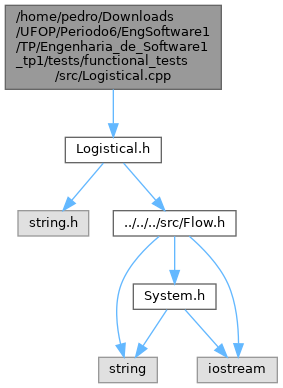 /home/pedro/Downloads
/UFOP/Periodo6/EngSoftware1
/TP/Engenharia_de_Software1
_tp1/tests/functional_tests
/src/Logistical.cpp
Logistical.h
string.h
../../../src/Flow.h
System.h
string
iostream